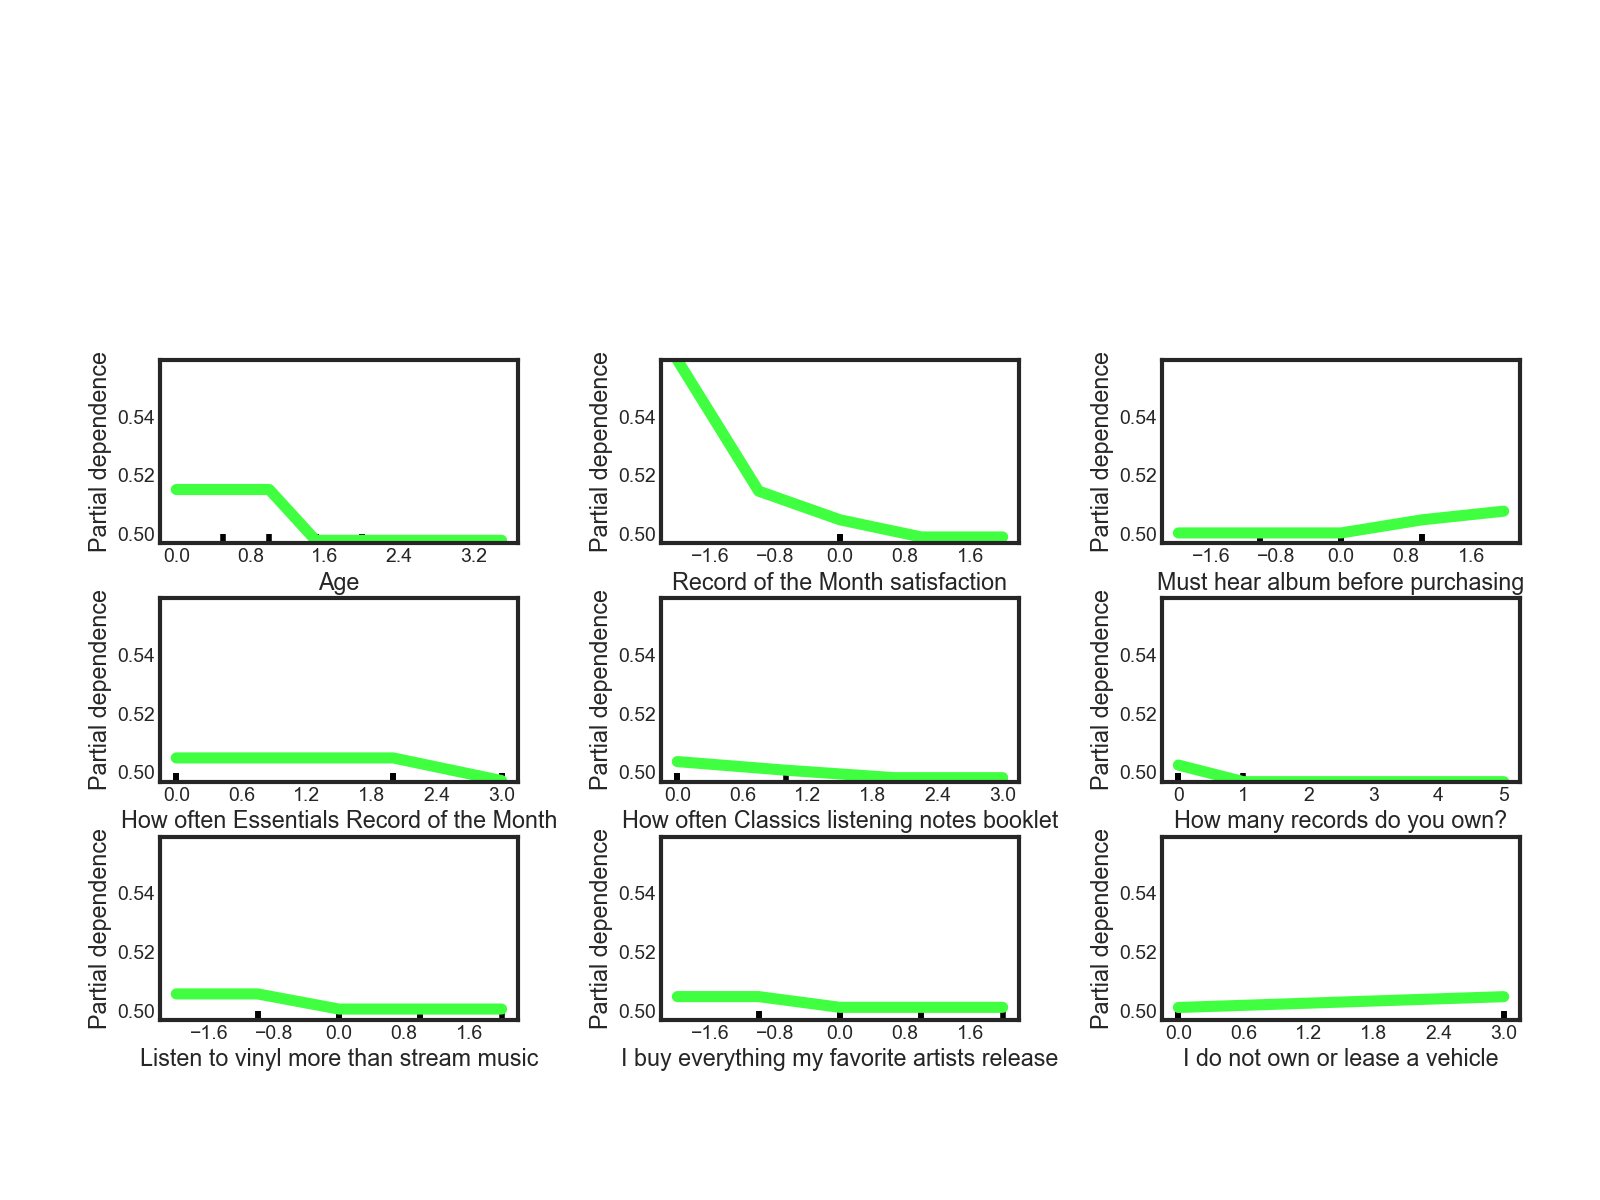 Partial dependence
0.54
0.52
0.50
0.0 0.8 1.6 2.4 3.2
Age
Partial dependence
0.54
0.52
0.50
−1.6 −0.8 0.0 0.8 1.6
Record of the Month satisfaction
Partial dependence
0.54
0.52
0.50
−1.6 −0.8 0.0 0.8 1.6
Must hear album before purchasing
Partial dependence
0.54
0.52
0.50
0.0 0.6 1.2 1.8 2.4 3.0
How often Essentials Record of the Month
Partial dependence
0.54
0.52
0.50
0.0 0.6 1.2 1.8 2.4 3.0
How often Classics listening notes booklet
Partial dependence
0.54
0.52
0.50
0 1 2 3 4 5
How many records do you own?
Partial dependence
0.54
0.52
0.50
−1.6 −0.8 0.0 0.8 1.6
Listen to vinyl more than stream music
Partial dependence
0.54
0.52
0.50
−1.6 −0.8 0.0 0.8 1.6
I buy everything my favorite artists release
Partial dependence
0.54
0.52
0.50
0.0 0.6 1.2 1.8 2.4 3.0
I do not own or lease a vehicle